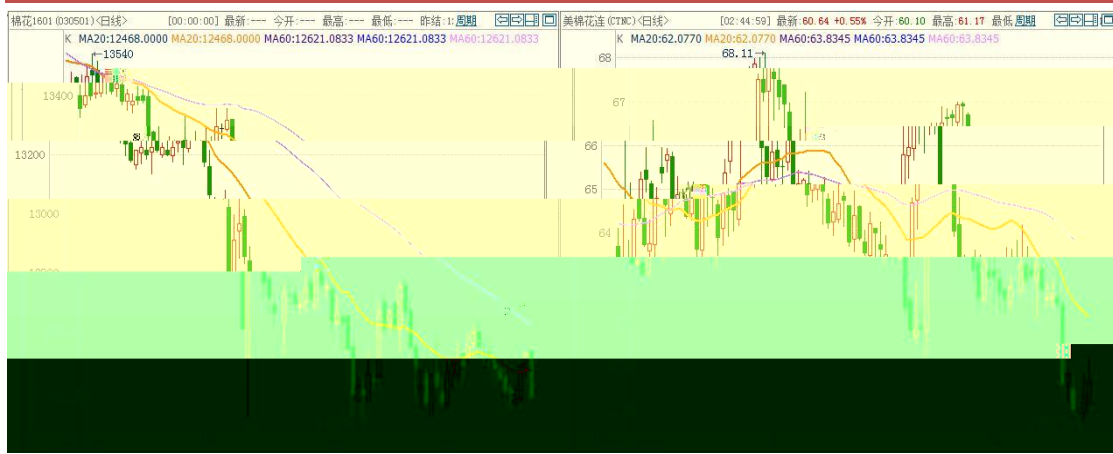 棉花1601(030501)<日线> [00:00:00] 最新:--- 今开:--- 最高:--- 最低:--- 昨结:1: 周期
K MA20:12468.0000 MA20:12468.0000 MA60:12621.0833 MA60:12621.0833 MA60:12621.0833
13540
13400
13200
13000
美棉花连(CTNC)<日线> [02:44:59] 最新:60.64 +0.55% 今开:60.10 最高:61.17 最低 周期
K MA20:62.0770 MA20:62.0770 MA60:63.8345 MA60:63.8345 MA60:63.8345
68.11
68
67
66
65
64